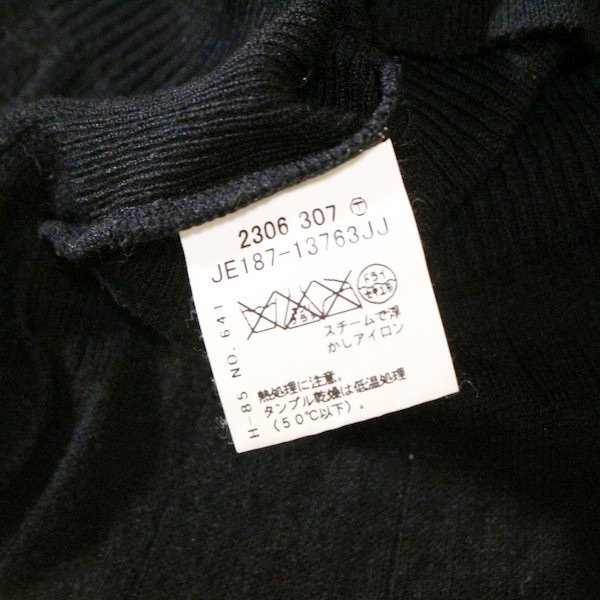 2306 307 ㋣
JE187-13763JJ
ドライ
セキユ系
スチームで浮
かしアイロン
H-85 NO. 641
熱処理に注意。
タンブル乾燥は低温処理
(50℃以下)。